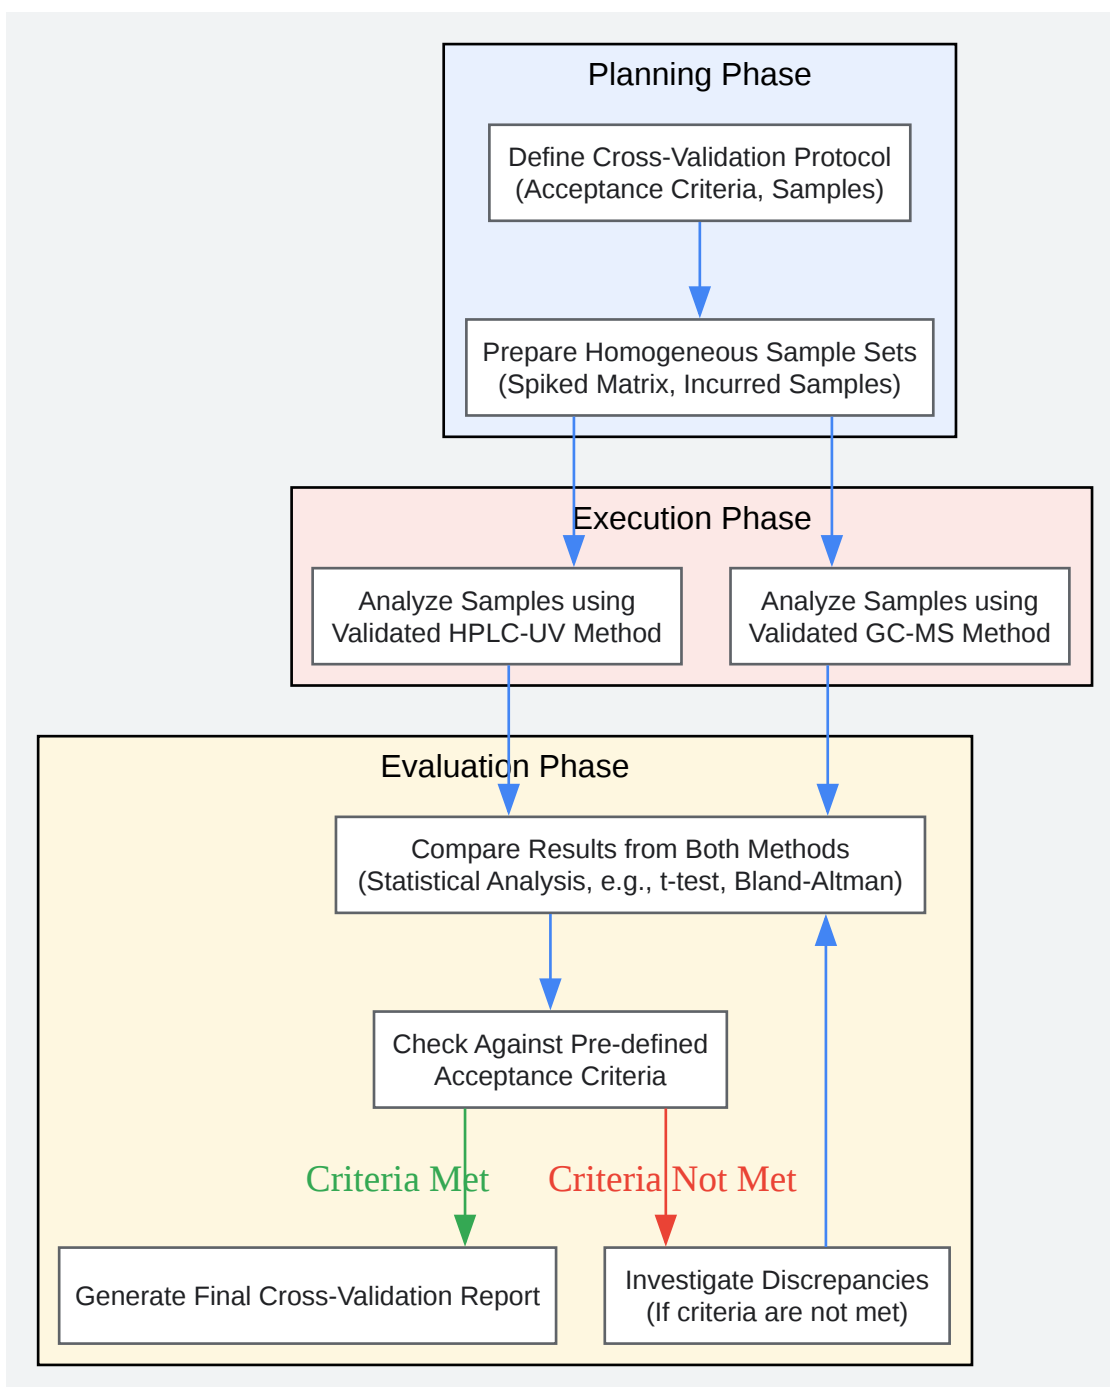 Planning Phase
Define Cross-Validation Protocol
(Acceptance Criteria, Samples)
Prepare Homogeneous Sample Sets
(Spiked Matrix, Incurred Samples)
Execution Phase
Analyze Samples using
Validated HPLC-UV Method
Analyze Samples using
Validated GC-MS Method
Evaluation Phase
Compare Results from Both Methods
(Statistical Analysis, e.g., t-test, Bland-Altman)
Check Against Pre-defined
Acceptance Criteria
Criteria Met
Criteria Not Met
Generate Final Cross-Validation Report
Investigate Discrepancies
(If criteria are not met)